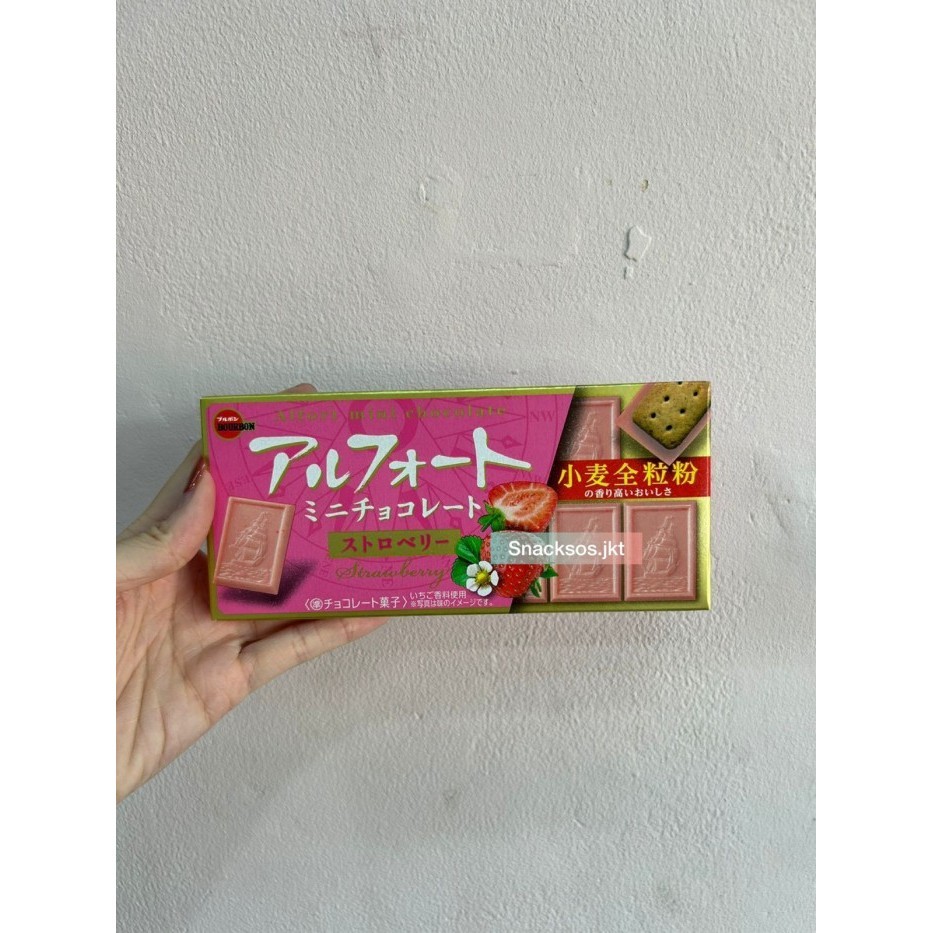 Alfort mini chocolate
NW
ブルボン
BOURBON
アルフォート
ミニチョコレート
ストロベリー
Strawberry
〈準チョコレート菓子〉
いちご香料使用
※写真は味のイメージです。
小麦全粒粉
の香り高いおいしさ
Snacksos.jkt